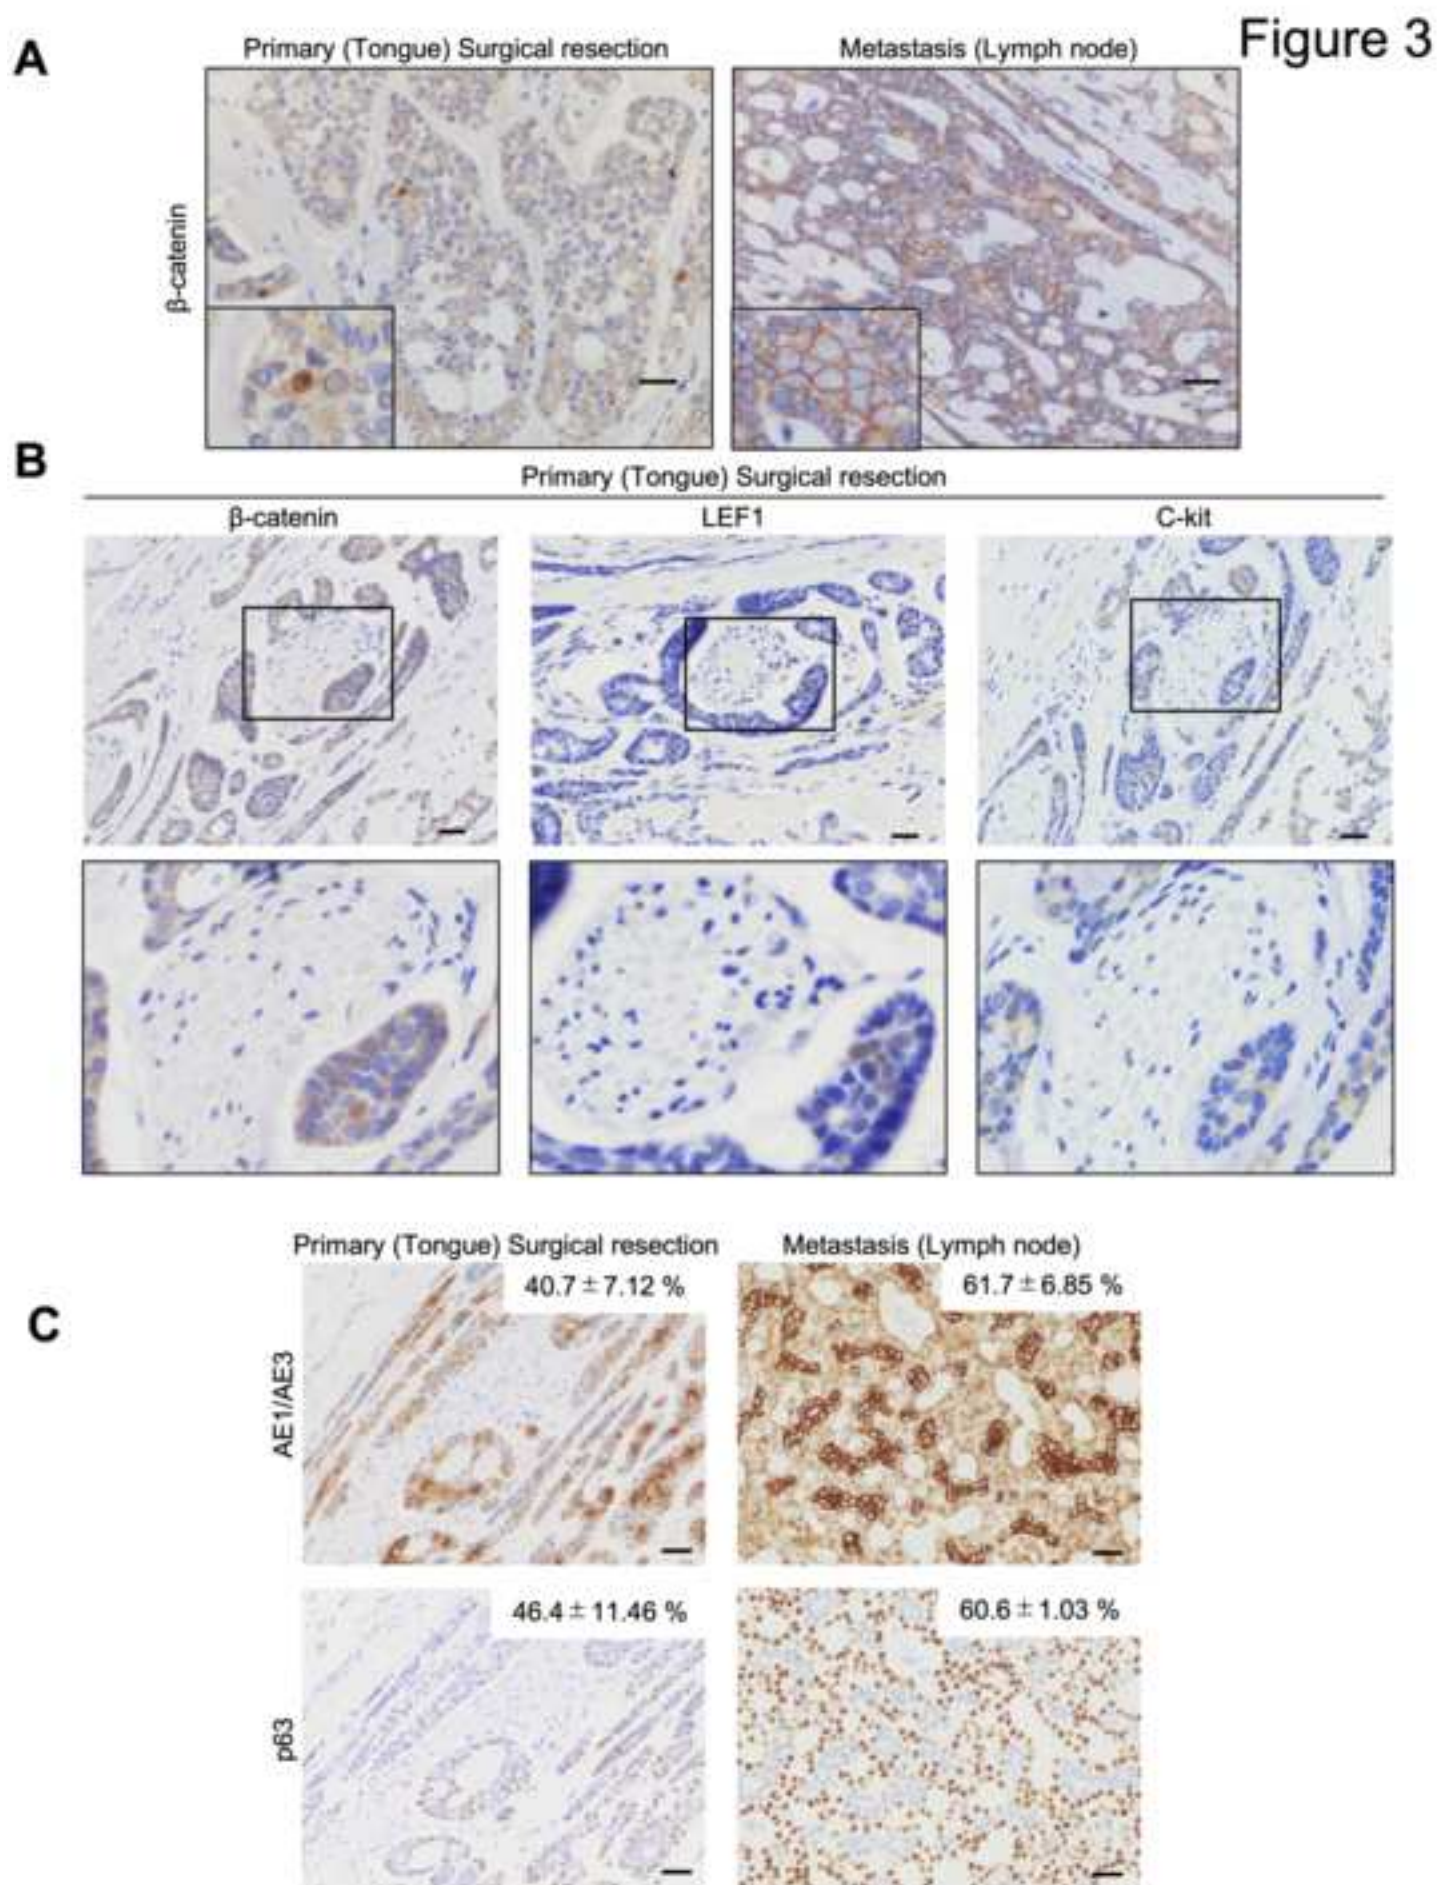 Figure 3
A
Primary (Tongue) Surgical resection
Metastasis (Lymph node)
β-catenin
B
Primary (Tongue) Surgical resection
β-catenin
LEF1
C-kit
C
Primary (Tongue) Surgical resection
Metastasis (Lymph node)
AE1/AE3
40.7 ± 7.12 %
61.7 ± 6.85 %
p63
46.4 ± 11.46 %
60.6 ± 1.03 %